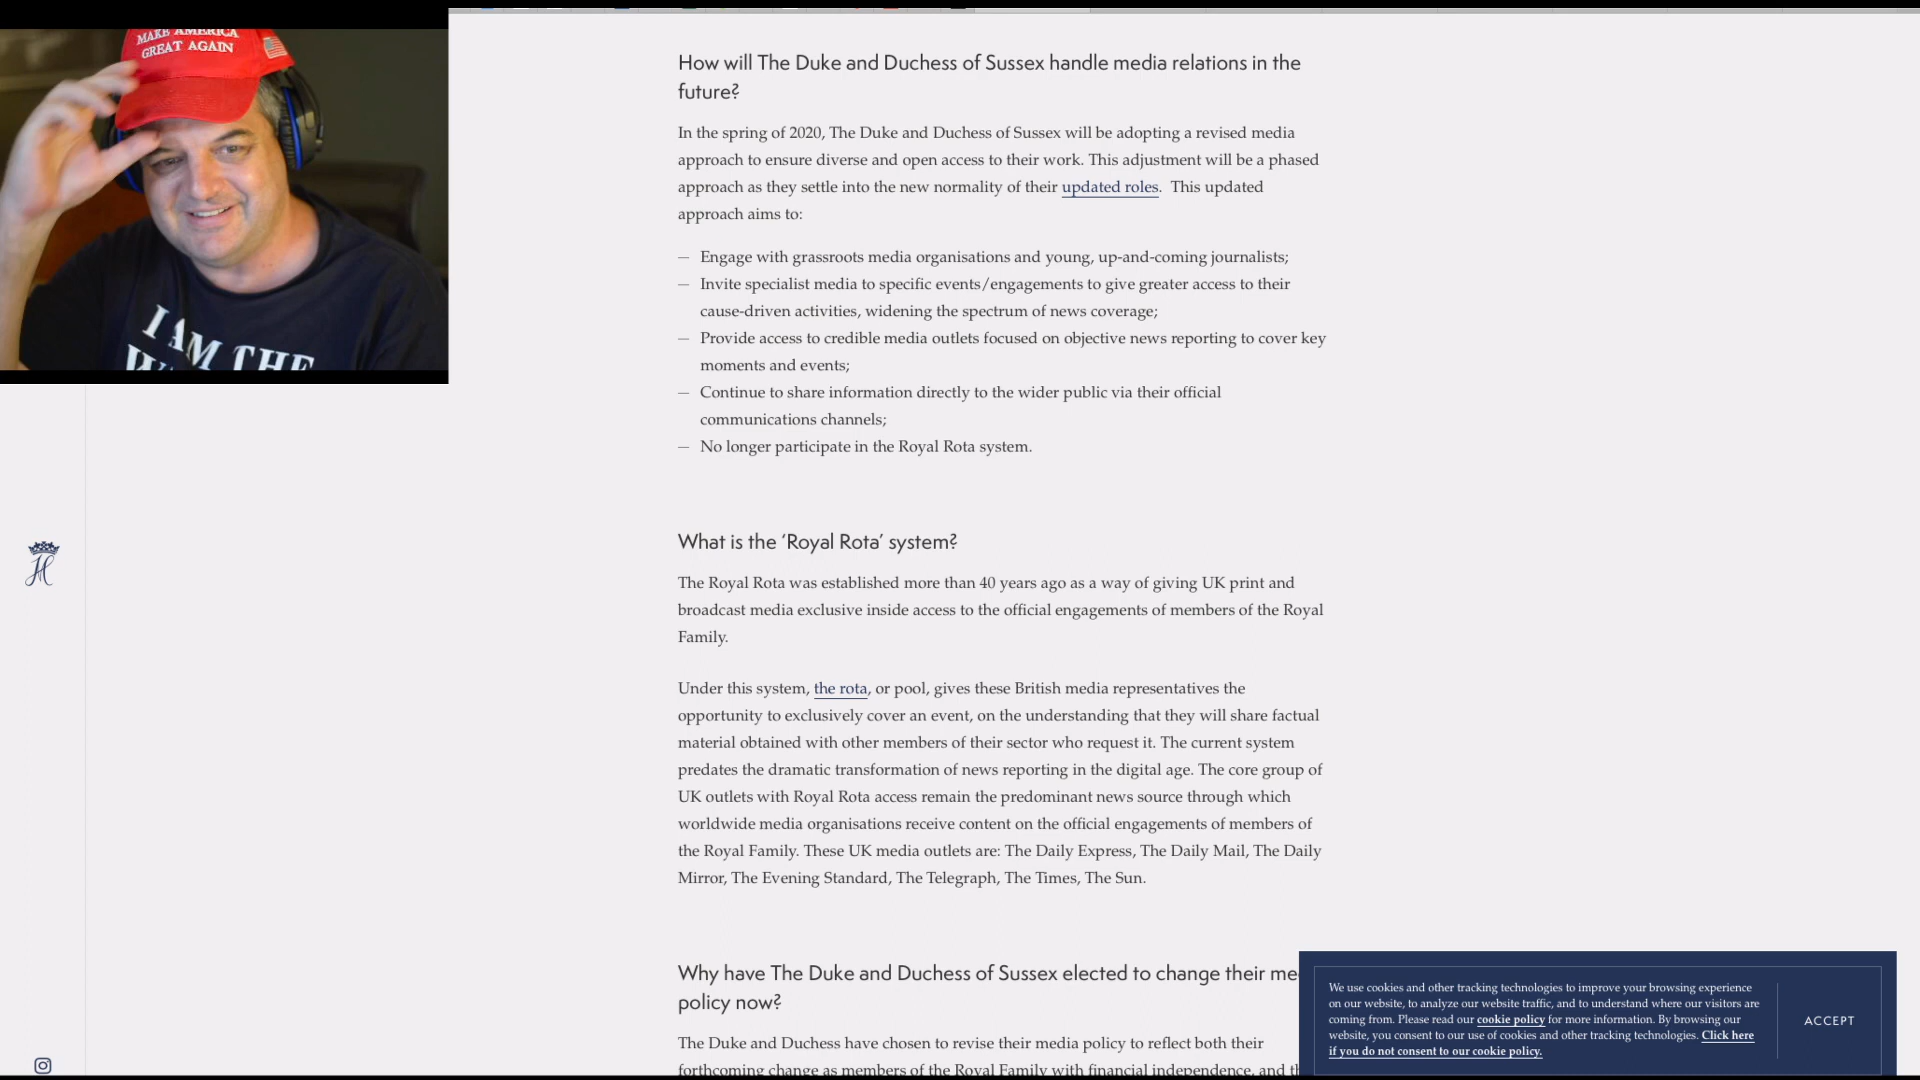 MAKE AMERICA
GREAT AGAIN
I AM THE
How will The Duke and Duchess of Sussex handle media relations in the
future?
In the spring of 2020, The Duke and Duchess of Sussex will be adopting a revised media
approach to ensure diverse and open access to their work. This adjustment will be a phased
approach as they settle into the new normality of their updated roles.  This updated
approach aims to:
— Engage with grassroots media organisations and young, up-and-coming journalists;
— Invite specialist media to specific events/engagements to give greater access to their
cause-driven activities, widening the spectrum of news coverage;
— Provide access to credible media outlets focused on objective news reporting to cover key
moments and events;
— Continue to share information directly to the wider public via their official
communications channels;
— No longer participate in the Royal Rota system.
What is the ‘Royal Rota’ system?
The Royal Rota was established more than 40 years ago as a way of giving UK print and
broadcast media exclusive inside access to the official engagements of members of the Royal
Family.
Under this system, the rota, or pool, gives these British media representatives the
opportunity to exclusively cover an event, on the understanding that they will share factual
material obtained with other members of their sector who request it. The current system
predates the dramatic transformation of news reporting in the digital age. The core group of
UK outlets with Royal Rota access remain the predominant news source through which
worldwide media organisations receive content on the official engagements of members of
the Royal Family. These UK media outlets are: The Daily Express, The Daily Mail, The Daily
Mirror, The Evening Standard, The Telegraph, The Times, The Sun.
Why have The Duke and Duchess of Sussex elected to change their
policy now?
The Duke and Duchess have chosen to revise their media policy to reflect both their
forthcoming change as members of the Royal Family with financial independence, and
We use cookies and other tracking technologies to improve your browsing experience
on our website, to analyze our website traffic, and to understand where our visitors are
coming from. Please read our cookie policy for more information. By browsing our
website, you consent to our use of cookies and other tracking technologies. Click here
if you do not consent to our cookie policy.
ACCEPT